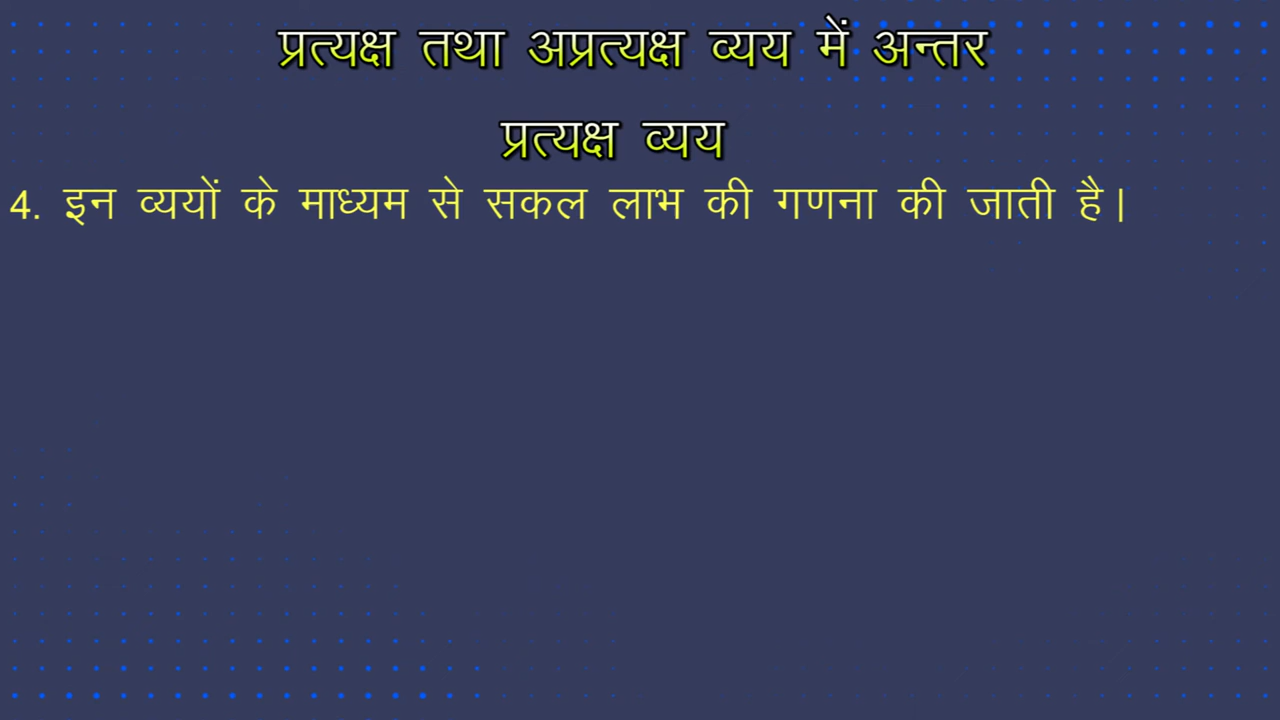 प्रत्यक्ष तथा अप्रत्यक्ष व्यय में अन्तर
प्रत्यक्ष व्यय
4. इन व्ययों के माध्यम से सकल लाभ की गणना की जाती है |